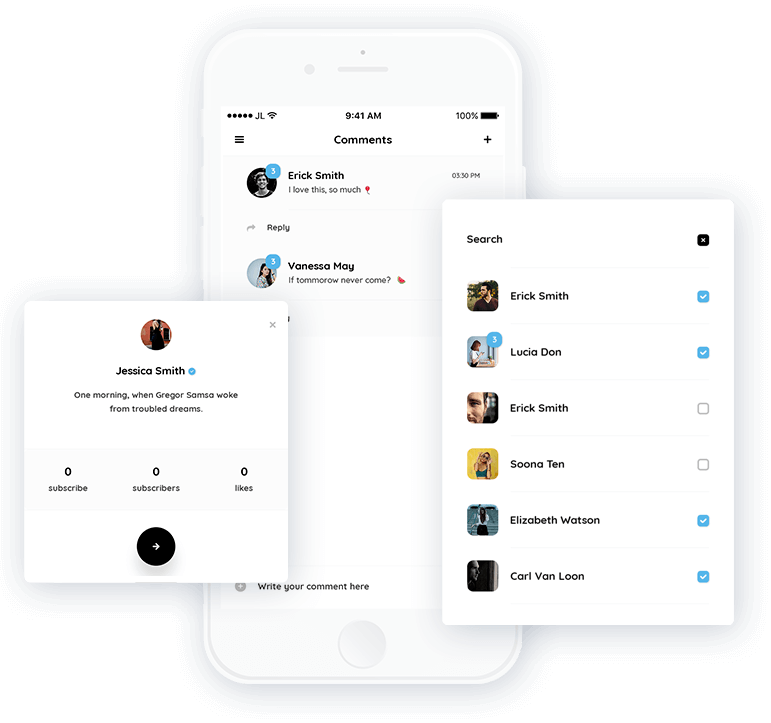 JL
9:41 AM
100%
Comments
3
Erick Smith
03:30 PM
I love this, so much
Reply
3
Vanessa May
If tommorow never come?
Jessica Smith
One morning, when Gregor Samsa woke
from troubled dreams.
0
0
0
subscribe
subscribers
likes
Write your comment here
Search
Erick Smith
3
Lucia Don
Erick Smith
Soona Ten
Elizabeth Watson
Carl Van Loon